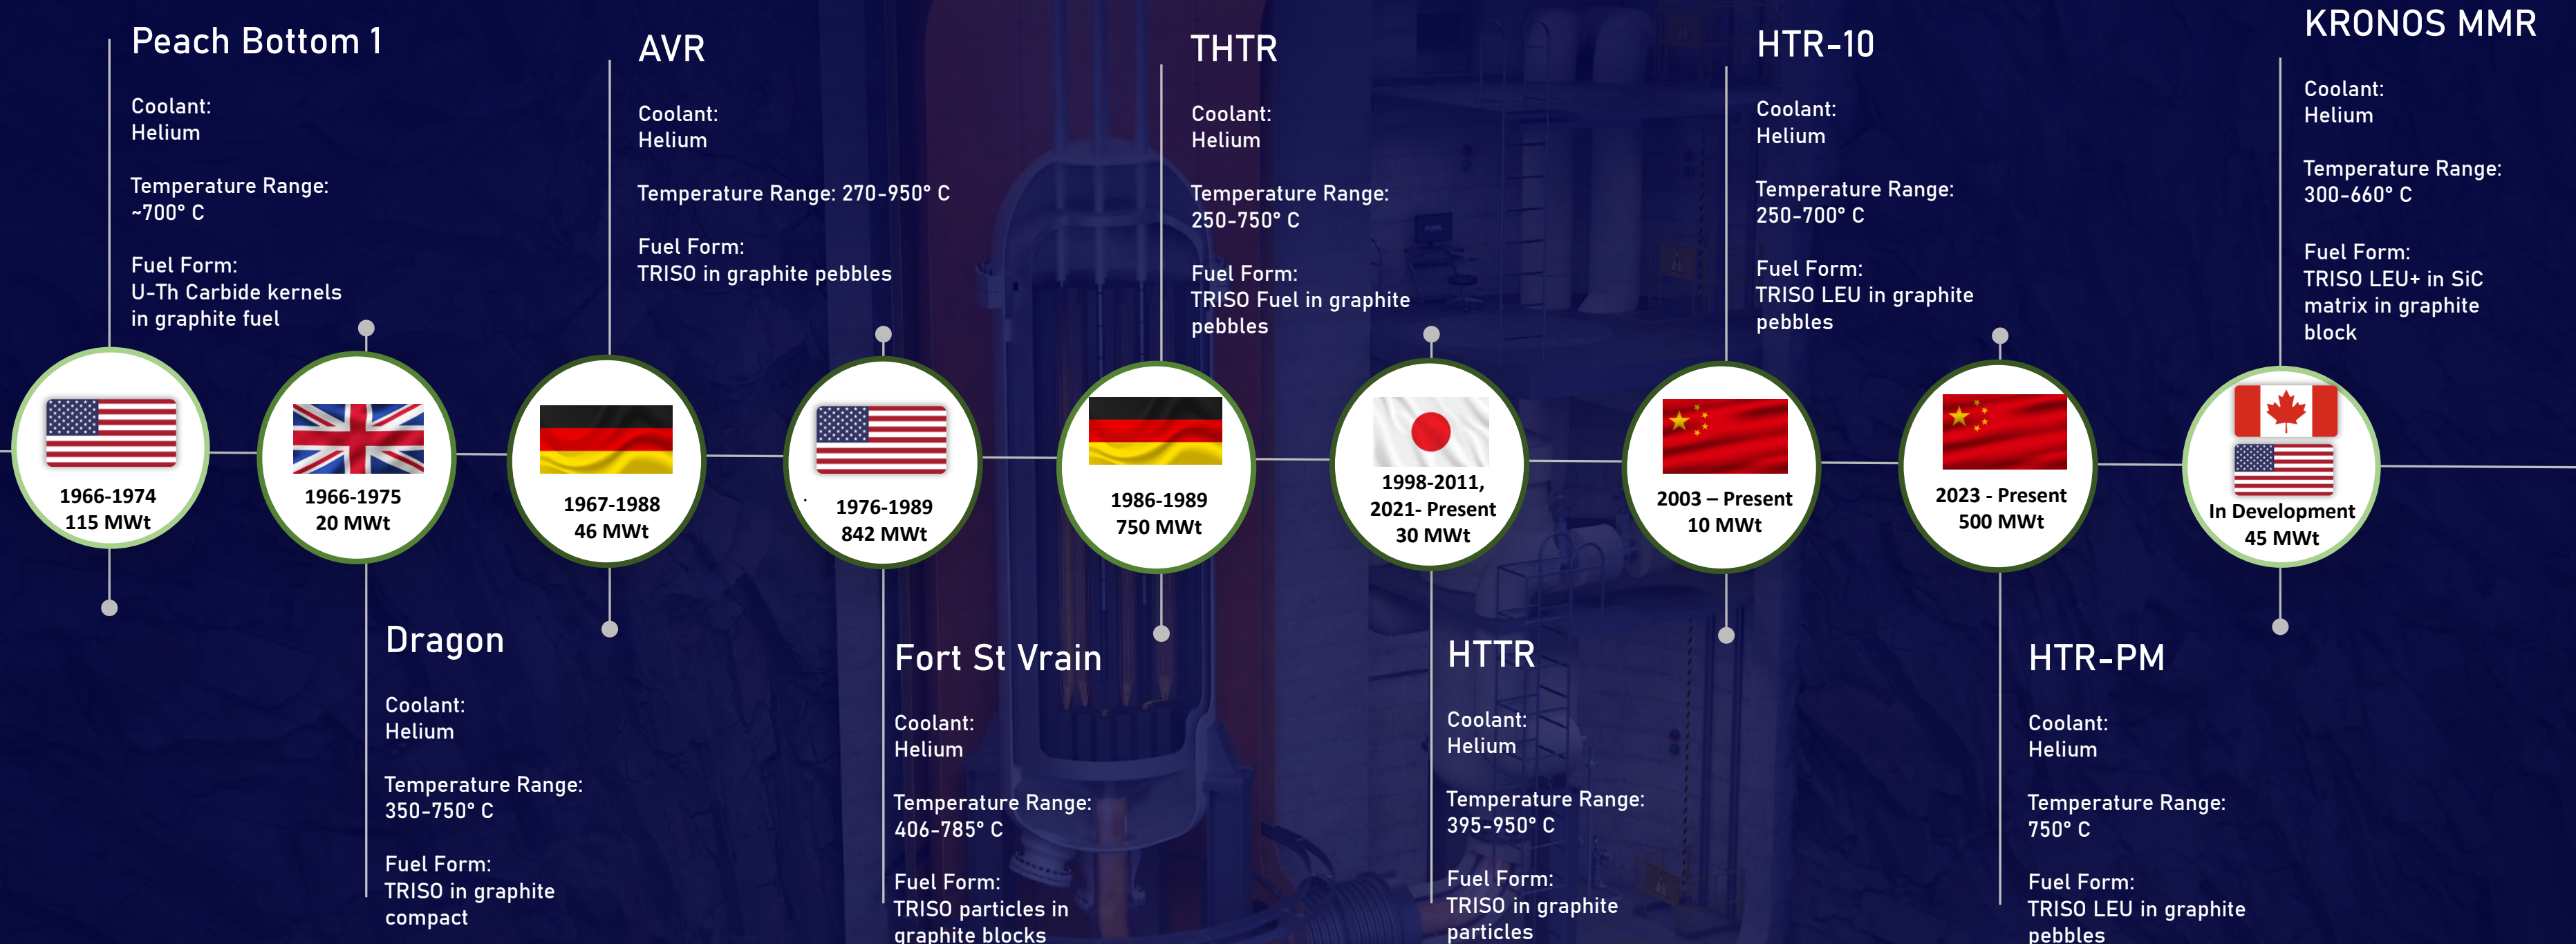 Peach Bottom 1
Coolant:
Helium
Temperature Range:
~700° C
Fuel Form:
U-Th Carbide kernels
in graphite fuel
1966-1974
115 MWt
1966-1975
20 MWt
Dragon
Coolant:
Helium
Temperature Range:
350-750° C
Fuel Form:
TRISO in graphite
compact
AVR
Coolant:
Helium
Temperature Range: 270-950° C
Fuel Form:
TRISO in graphite pebbles
1967-1988
46 MWt
1976-1989
842 MWt
Fort St Vrain
Coolant:
Helium
Temperature Range:
406-785° C
Fuel Form:
TRISO particles in
graphite blocks
THTR
Coolant:
Helium
Temperature Range:
250-750° C
Fuel Form:
TRISO Fuel in graphite
pebbles
1986-1989
750 MWt
1998-2011,
2021- Present
30 MWt
HTTR
Coolant:
Helium
Temperature Range:
395-950° C
Fuel Form:
TRISO in graphite
particles
HTR-10
Coolant:
Helium
Temperature Range:
250-700° C
Fuel Form:
TRISO LEU in graphite
pebbles
2003 – Present
10 MWt
2023 - Present
500 MWt
HTR-PM
Coolant:
Helium
Temperature Range:
750° C
Fuel Form:
TRISO LEU in graphite
pebbles
KRONOS MMR
Coolant:
Helium
Temperature Range:
300-660° C
Fuel Form:
TRISO LEU+ in SiC
matrix in graphite
block
In Development
45 MWt